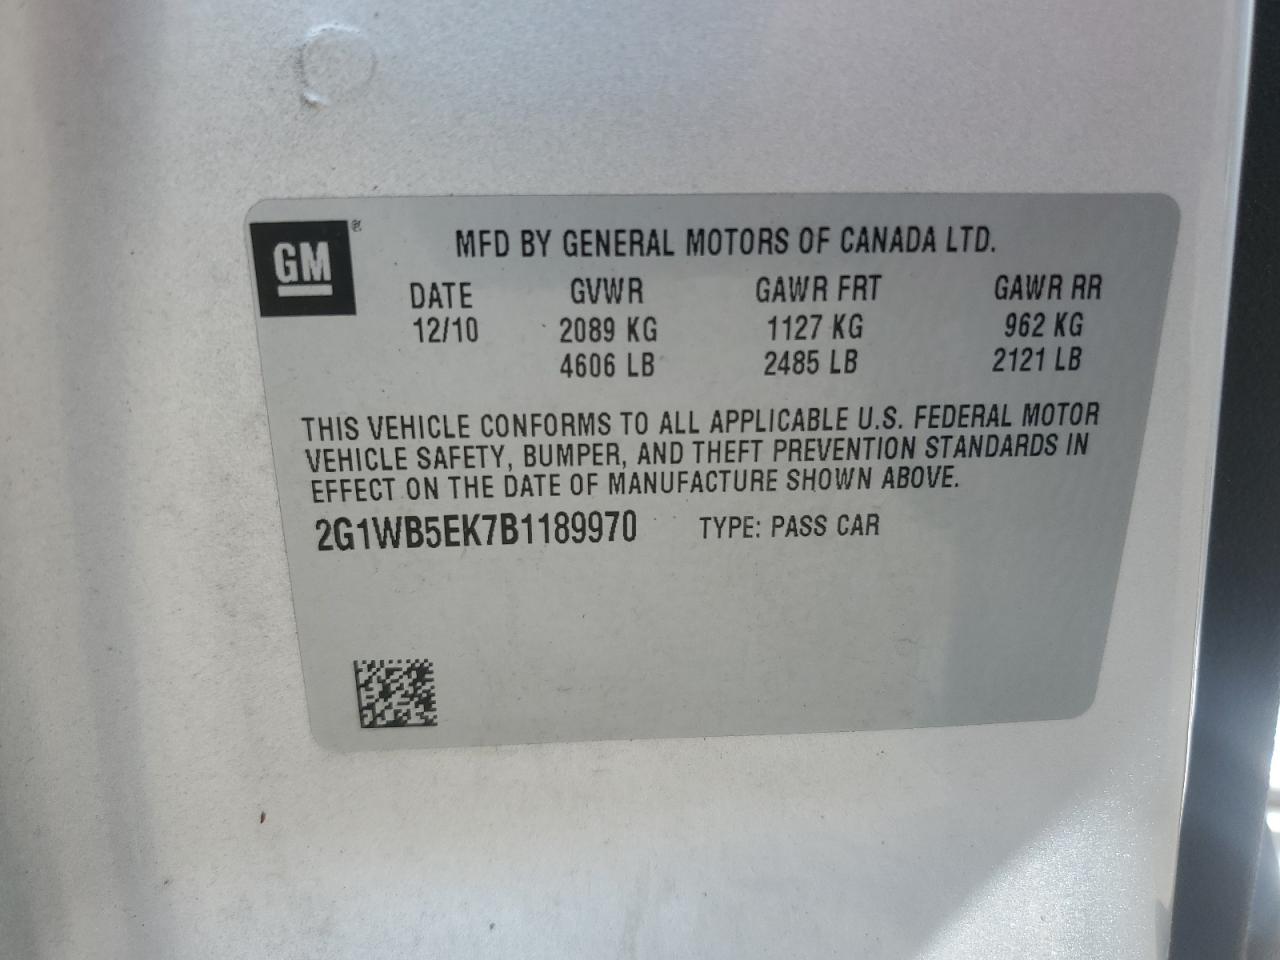 GM®
MFD BY GENERAL MOTORS OF CANADA LTD.
DATE GVWR GAWR FRT GAWR RR
12/10 2089 KG 1127 KG 962 KG
4606 LB 2485 LB 2121 LB
THIS VEHICLE CONFORMS TO ALL APPLICABLE U.S. FEDERAL MOTOR
VEHICLE SAFETY, BUMPER, AND THEFT PREVENTION STANDARDS IN
EFFECT ON THE DATE OF MANUFACTURE SHOWN ABOVE.
2G1WB5EK7B1189970 TYPE: PASS CAR